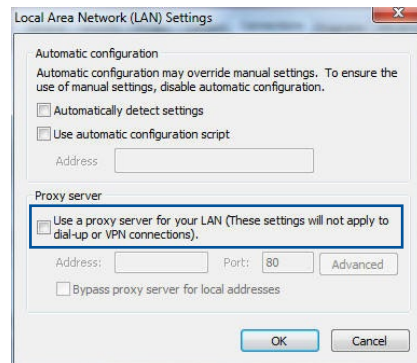 Local Area Network (LAN) Settings
Automatic configuration
Automatic configuration may override manual settings. To ensure the
use of manual settings, disable automatic configuration.
Automatically detect settings
Use automatic configuration script
Address
Proxy server
Use a proxy server for your LAN (These settings will not apply to
dial-up or VPN connections).
Address: Port: 80 Advanced
Bypass proxy server for local addresses
OK Cancel